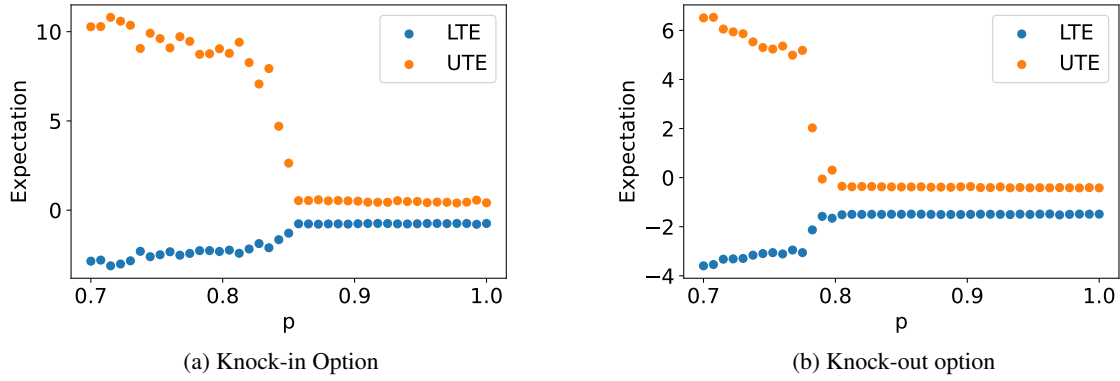 10
5
0
Expectation
LTE
UTE
0.7
0.8
0.9
1.0
p
(a) Knock-in Option
6
4
2
0
−2
−4
Expectation
LTE
UTE
0.7
0.8
0.9
1.0
p
(b) Knock-out option